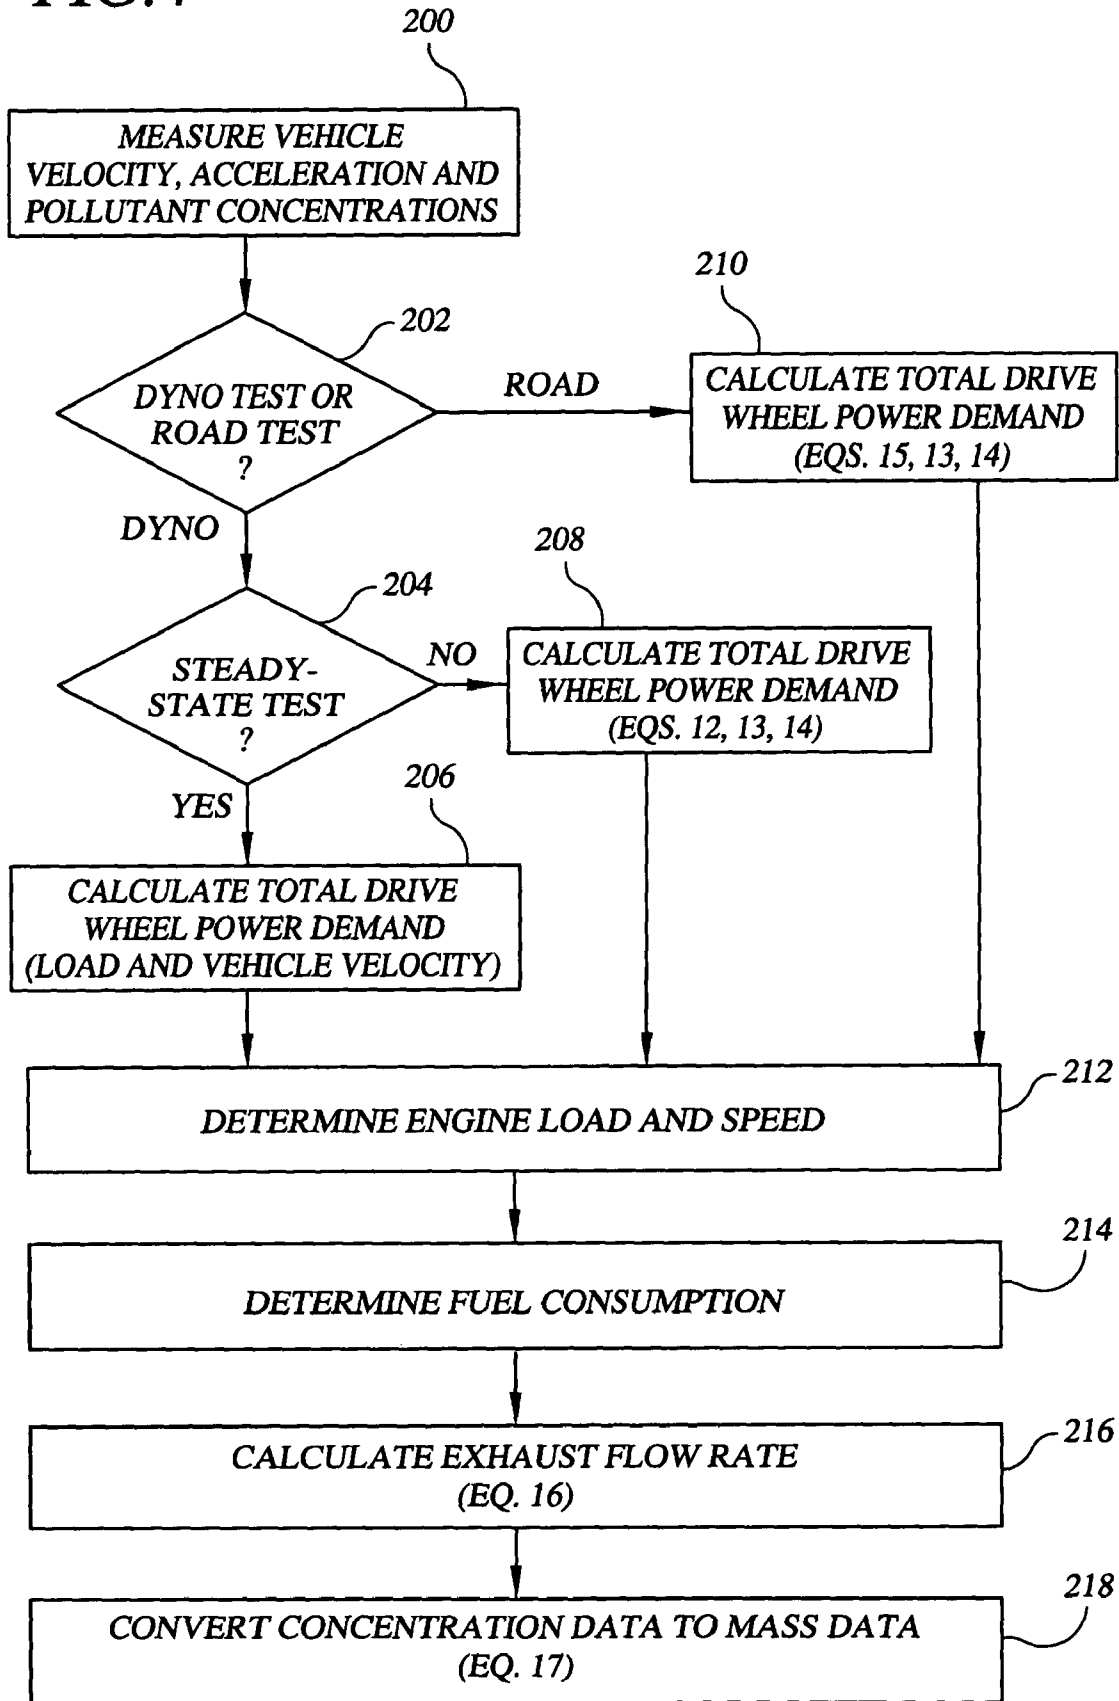 200
MEASURE VEHICLE
VELOCITY, ACCELERATION AND
POLLUTANT CONCENTRATIONS
202
DYNO TEST OR
ROAD TEST
?
ROAD
210
CALCULATE TOTAL DRIVE
WHEEL POWER DEMAND
(EQS. 15, 13, 14)
DYNO
204
STEADY-
STATE TEST
?
NO
208
CALCULATE TOTAL DRIVE
WHEEL POWER DEMAND
(EQS. 12, 13, 14)
YES
206
CALCULATE TOTAL DRIVE
WHEEL POWER DEMAND
(LOAD AND VEHICLE VELOCITY)
212
DETERMINE ENGINE LOAD AND SPEED
214
DETERMINE FUEL CONSUMPTION
216
CALCULATE EXHAUST FLOW RATE
(EQ. 16)
218
CONVERT CONCENTRATION DATA TO MASS DATA
(EQ. 17)